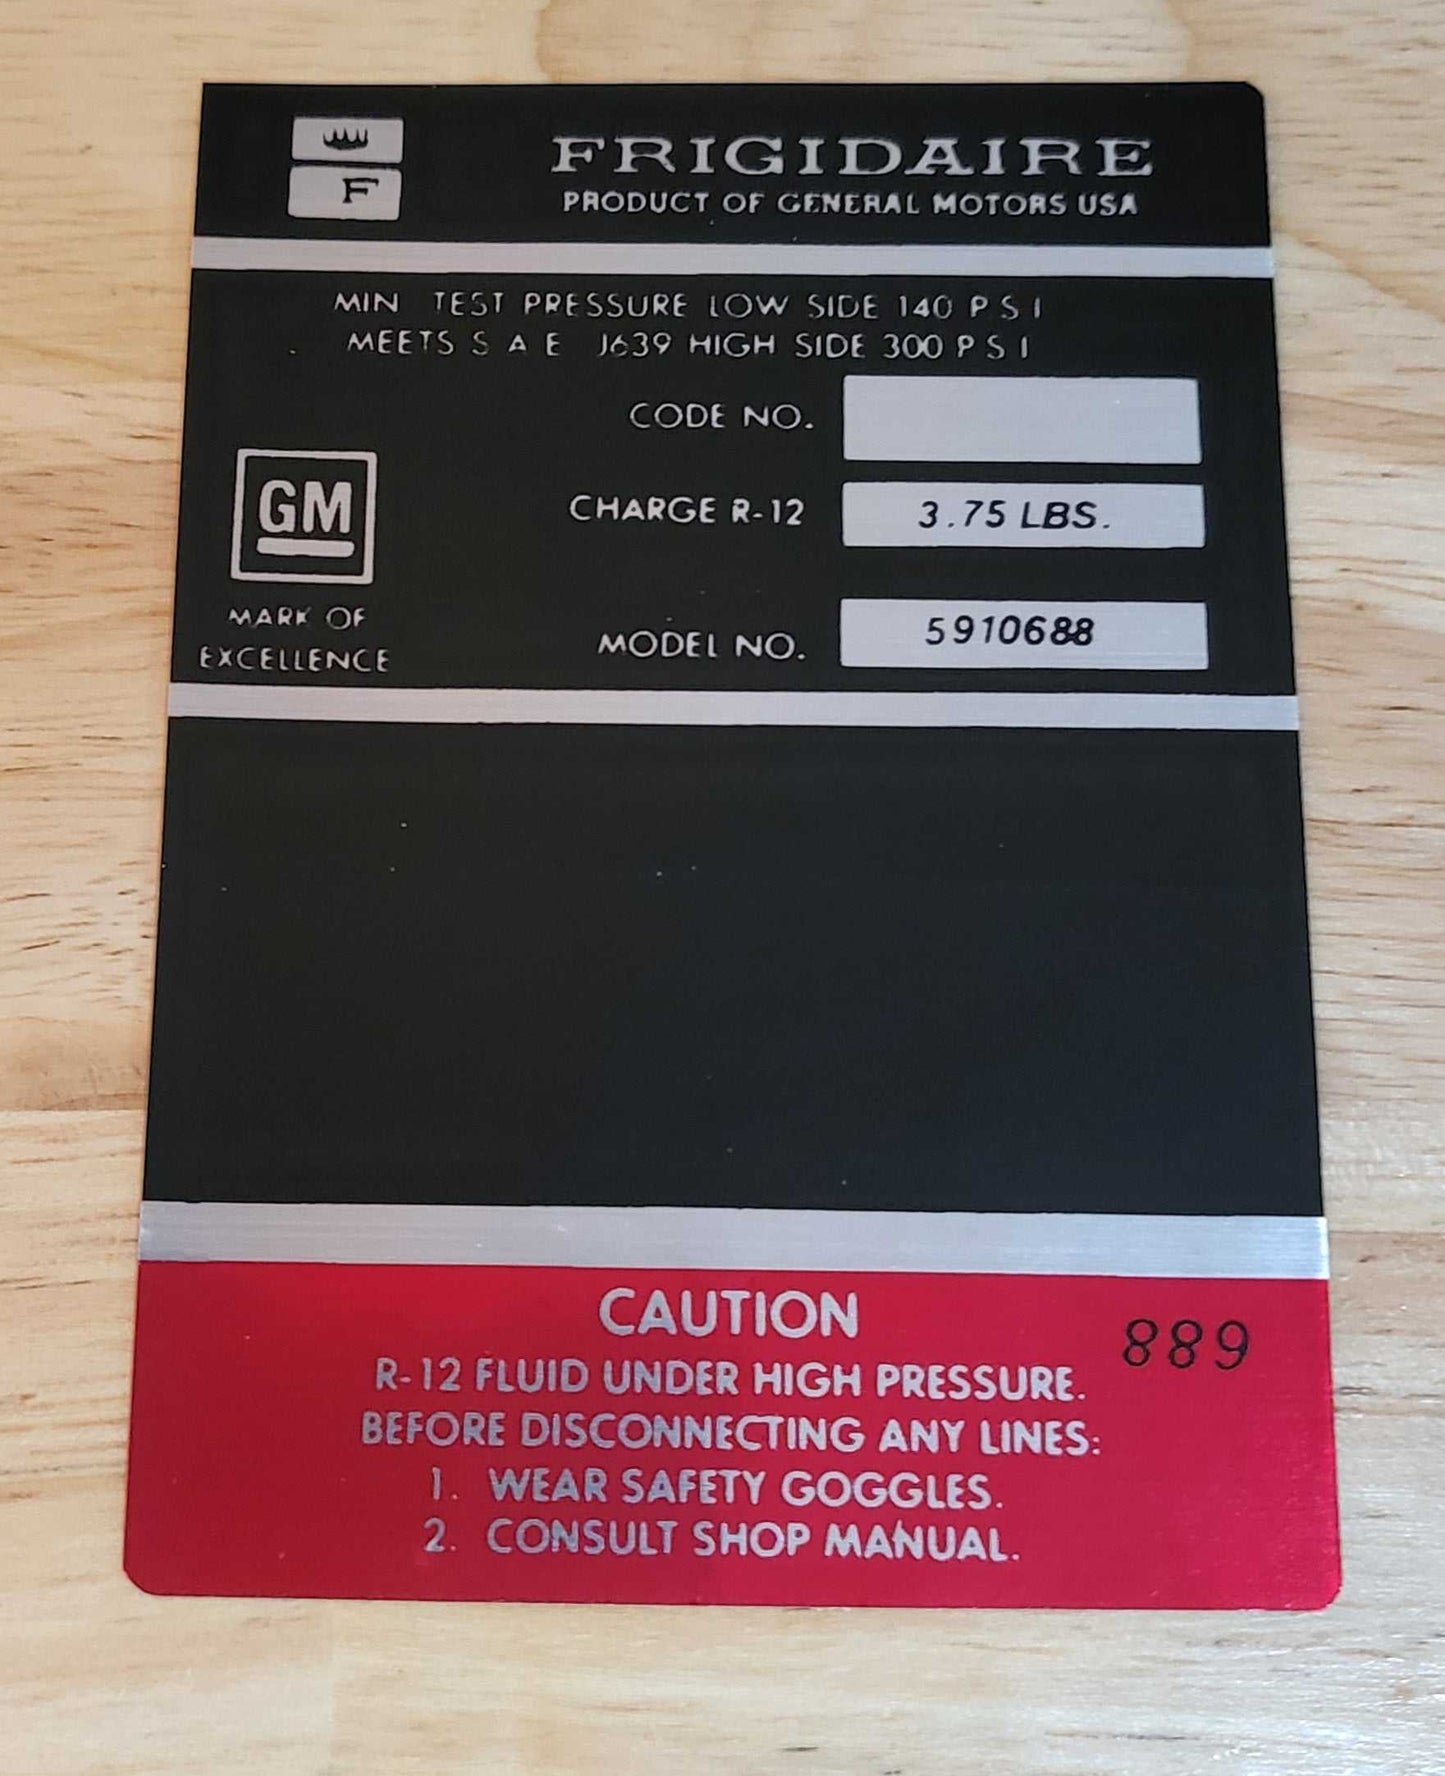 F
FRIGIDAIRE
PRODUCT OF GENERAL MOTORS USA
MIN TEST PRESSURE LOW SIDE 140 P S I
MEETS S A E J639 HIGH SIDE 300 P S I
CODE NO.
CHARGE R-12 3.75 LBS.
GM
MARK OF
EXCELLENCE
MODEL NO. 5910688
CAUTION
889
R-12 FLUID UNDER HIGH PRESSURE.
BEFORE DISCONNECTING ANY LINES:
1. WEAR SAFETY GOGGLES.
2. CONSULT SHOP MANUAL.